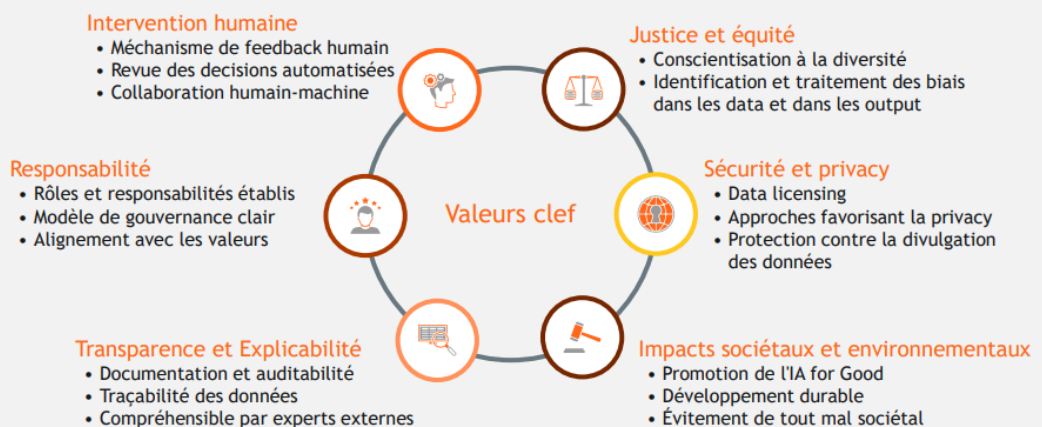 Intervention humaine
• Méchanisme de feedback humain
• Revue des decisions automatisées
• Collaboration humain-machine
Justice et équité
• Conscientisation à la diversité
• Identification et traitement des biais
dans les data et dans les output
Responsabilité
• Rôles et responsabilités établis
• Modèle de gouvernance clair
• Alignement avec les valeurs
Valeurs clef
Sécurité et privacy
• Data licensing
• Approches favorisant la privacy
• Protection contre la divulgation
des données
Transparence et Explicabilité
• Documentation et auditabilité
• Traçabilité des données
• Compréhensible par experts externes
Impacts sociétaux et environnementaux
• Promotion de l'IA for Good
• Développement durable
• Évitement de tout mal sociétal